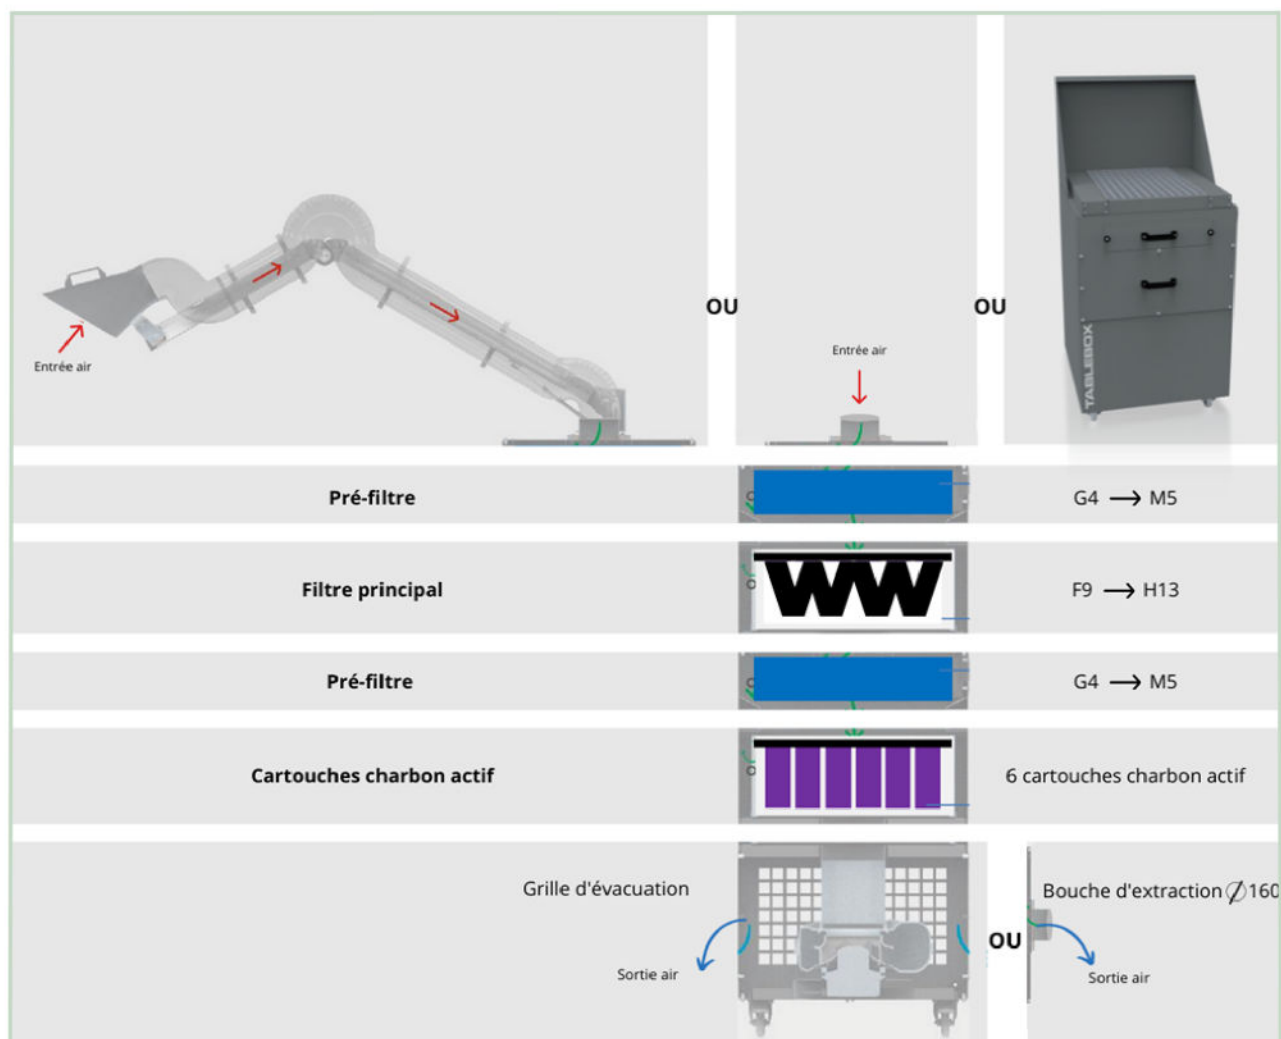 OU
OU
Entrée air
Entrée air
TABLEBOX
Pré-filtre
G4 → M5
Filtre principal
F9 → H13
Pré-filtre
G4 → M5
Cartouches charbon actif
6 cartouches charbon actif
Grille d'évacuation
Bouche d'extraction ∅160
OU
Sortie air
Sortie air